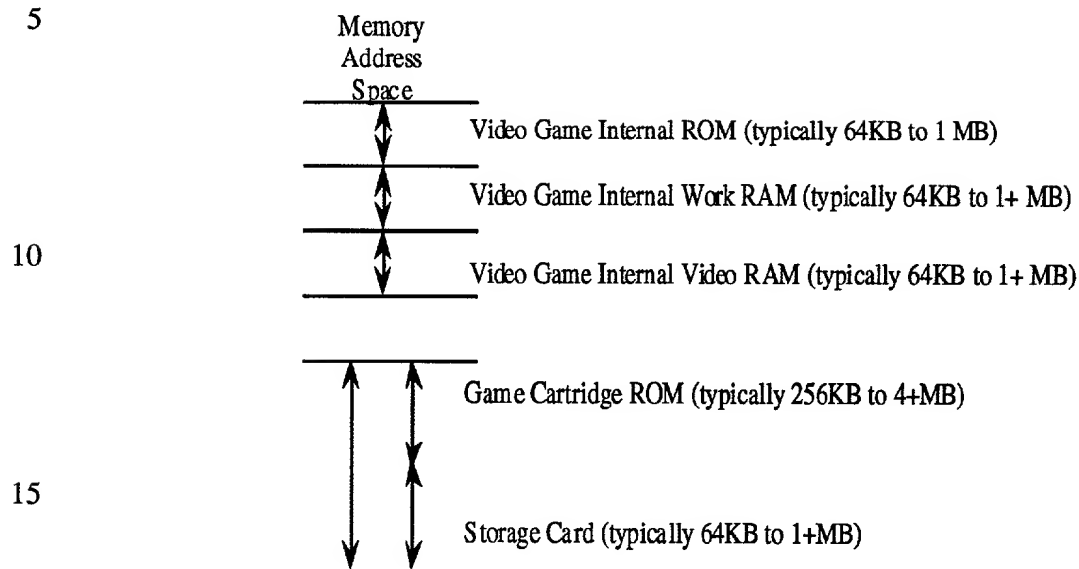 5
Memory
Address
Space
Video Game Internal ROM (typically 64KB to 1 MB)
Video Game Internal Work RAM (typically 64KB to 1+ MB)
10
Video Game Internal Video RAM (typically 64KB to 1+ MB)
Game Cartridge ROM (typically 256KB to 4+MB)
15
Storage Card (typically 64KB to 1+MB)